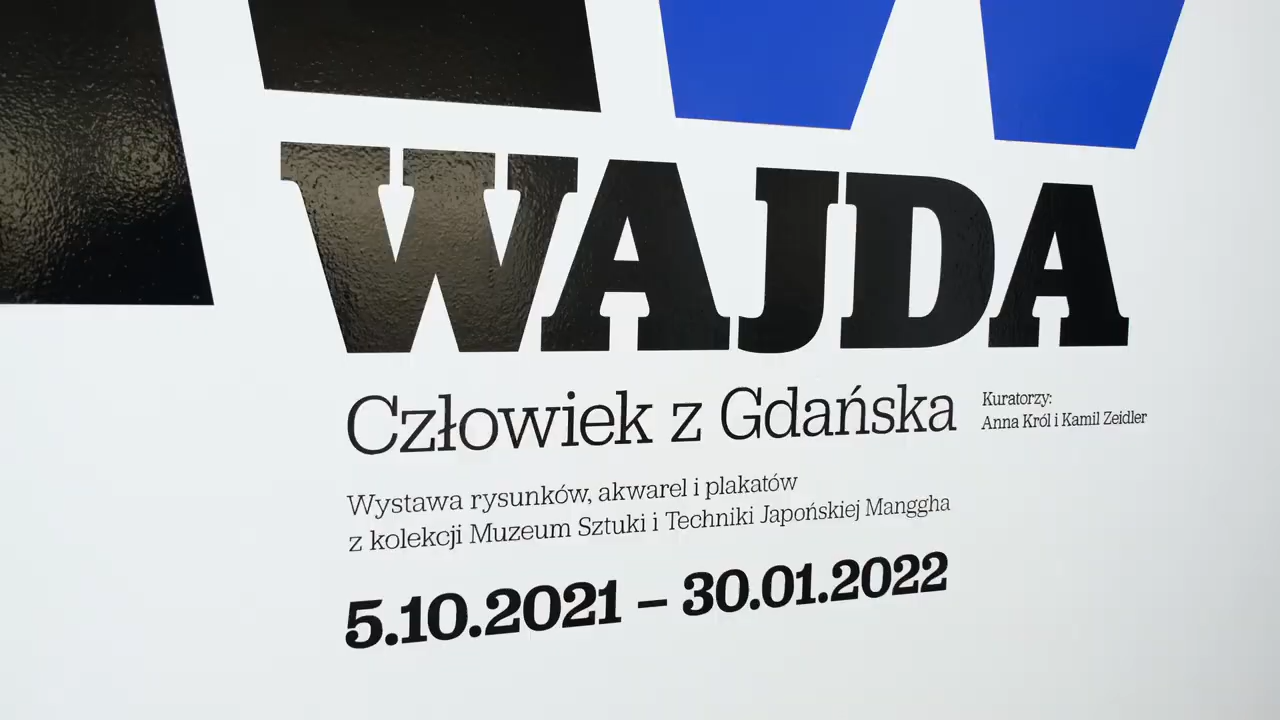 WAJDA
Człowiek z Gdańska
Kuratorzy:
Anna Król i Kamil Zeidler
Wystawa rysunków, akwarel i plakatów
z kolekcji Muzeum Sztuki i Techniki Japońskiej Manggha
5.10.2021 – 30.01.2022